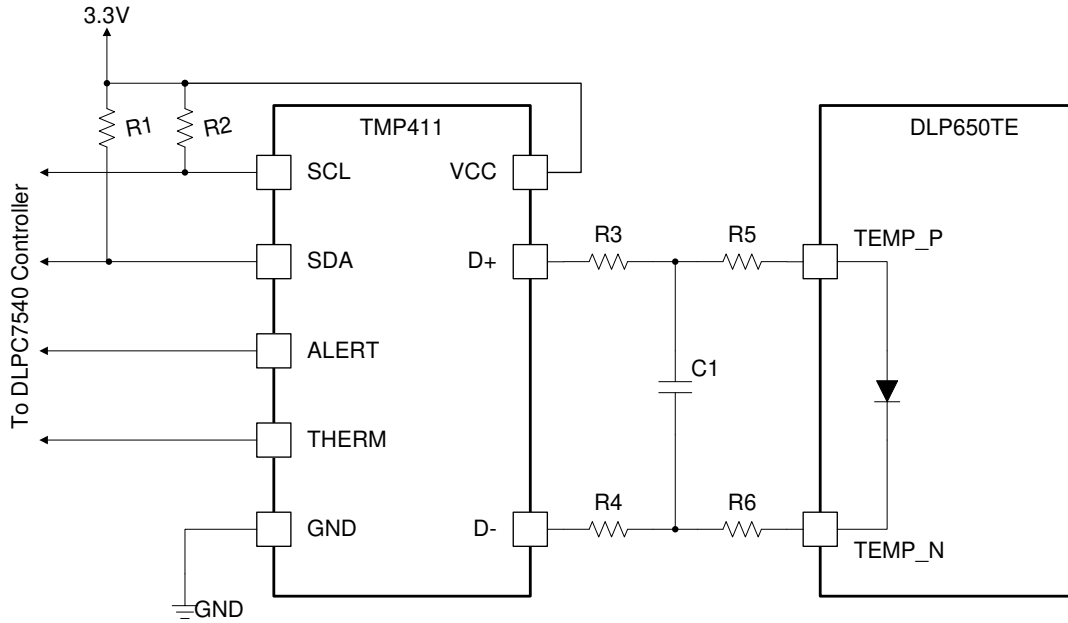 3.3V
R1
R2
TMP411
DLP650TE
SCL
VCC
TEMP_P
R3
R5
SDA
D+
To DLPC7540 Controller
ALERT
C1
THERM
R4
R6
GND
D-
TEMP_N
GND